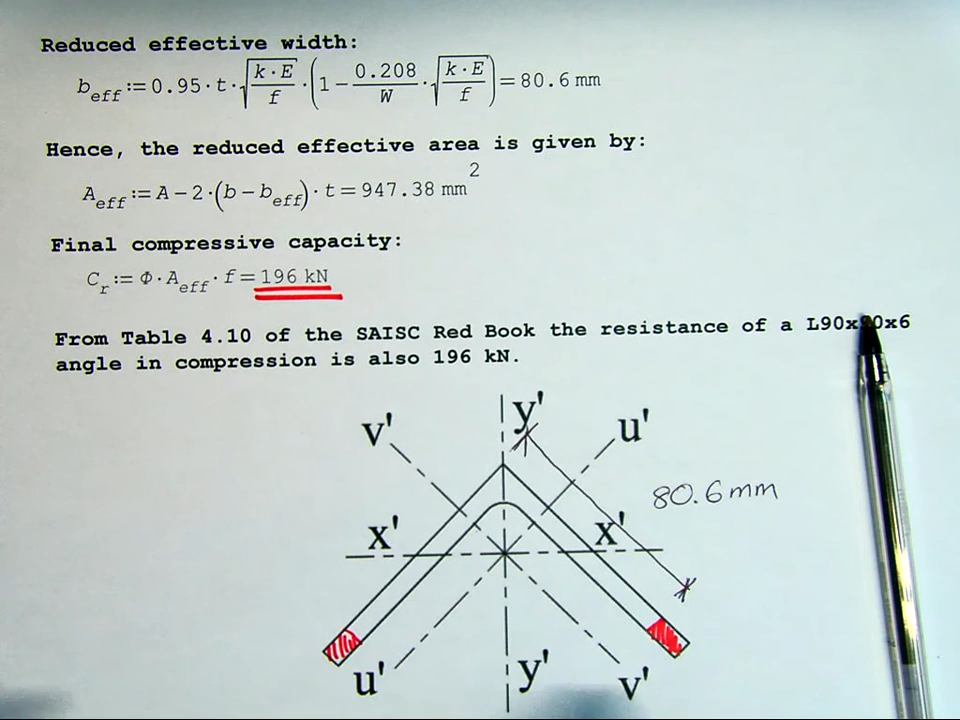 Reduced effective width:
b_eff := 0.95 · t · √(k · E / f) · (1 − 0.208 / W · √(k · E / f)) = 80.6 mm
Hence, the reduced effective area is given by:
A_eff := A − 2 · (b − b_eff) · t = 947.38 mm²
Final compressive capacity:
C_r := Φ · A_eff · f = 196 kN
From Table 4.10 of the SAISC Red Book the resistance of a L90x90x6
angle in compression is also 196 kN.
y'
v'
u'
80.6 mm
x'
x'
u'
y'
v'